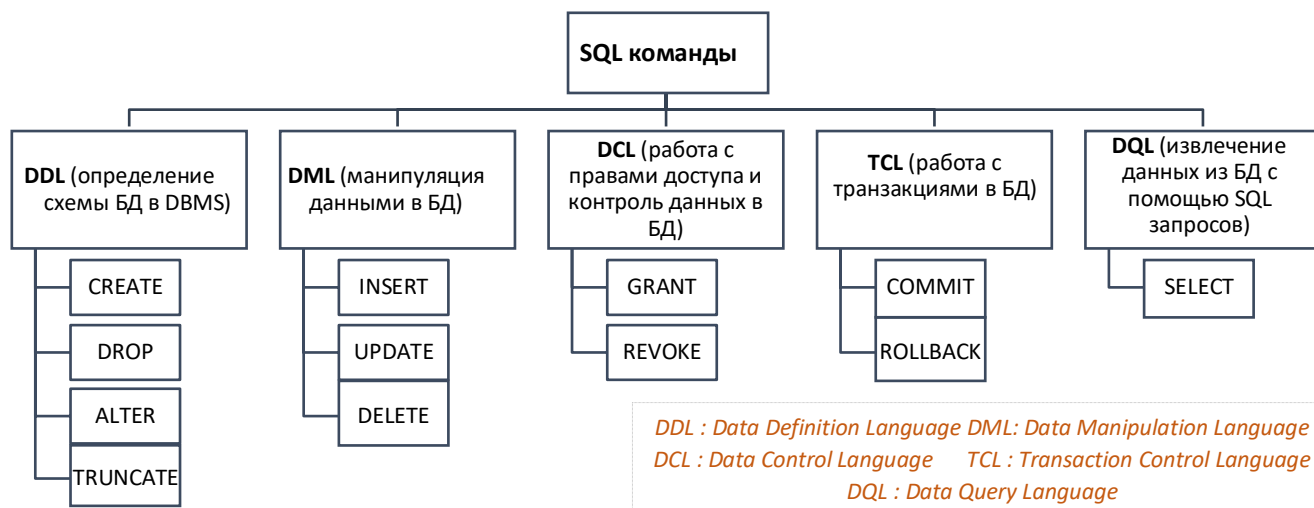 SQL команды
DDL (определение
схемы БД в DBMS)
CREATE
DROP
ALTER
TRUNCATE
DML (манипуляция
данными в БД)
INSERT
UPDATE
DELETE
DCL (работа с
правами доступа и
контроль данных в
БД)
GRANT
REVOKE
TCL (работа с
транзакциями в БД)
COMMIT
ROLLBACK
DQL (извлечение
данных из БД с
помощью SQL
запросов)
SELECT
DDL : Data Definition Language DML: Data Manipulation Language
DCL : Data Control Language TCL : Transaction Control Language
DQL : Data Query Language